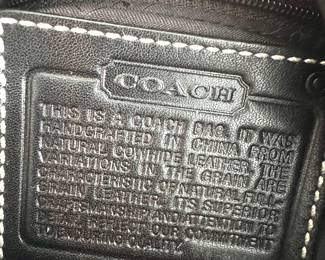 COACH
THIS IS A COACH BAG. IT WAS
HANDCRAFTED IN CHINA FROM
NATURAL COWHIDE LEATHER. THE
VARIATIONS IN THE GRAIN ARE
CHARACTERISTIC OF NATURAL FULL-
GRAIN LEATHER. ITS SUPERIOR
CRAFTSMANSHIP AND ATTENTION TO
DETAIL REFLECT OUR COMMITMENT
TO ENDURING QUALITY.